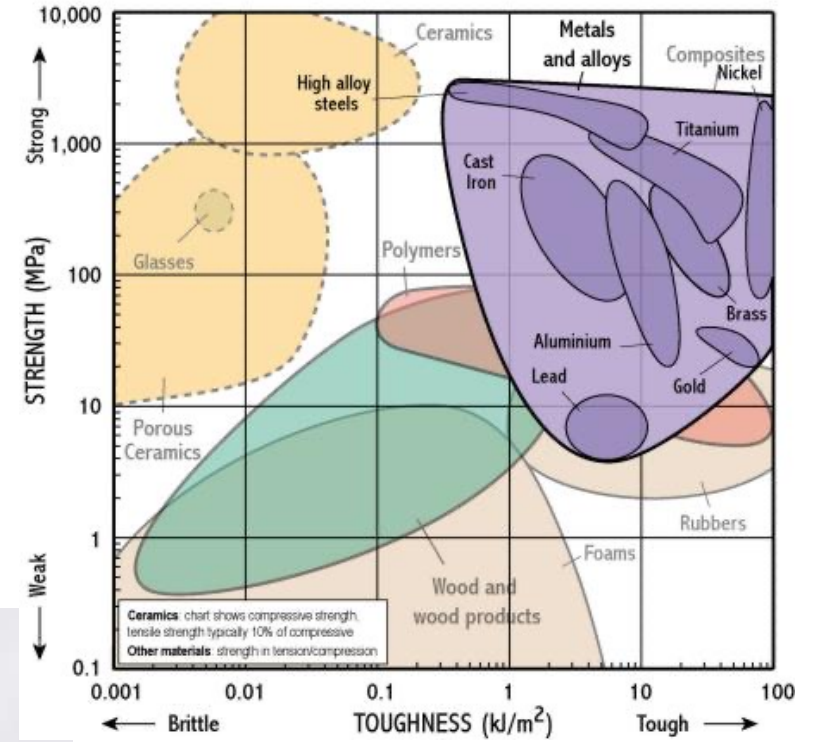 10,000
1,000
100
10
1
0.1
Strong
STRENGTH (MPa)
Weak
Ceramics
Metals
and alloys
Composites
Nickel
High alloy
steels
Titanium
Cast
Iron
Glasses
Polymers
Brass
Aluminium
Lead
Gold
Porous
Ceramics
Rubbers
Foams
Wood and
wood products
Ceramics: chart shows compressive strength,
tensile strength typically 10% of compressive
Other materials: strength in tension/compression
0.001
0.01
0.1
1
10
100
Brittle
TOUGHNESS (kJ/m²)
Tough